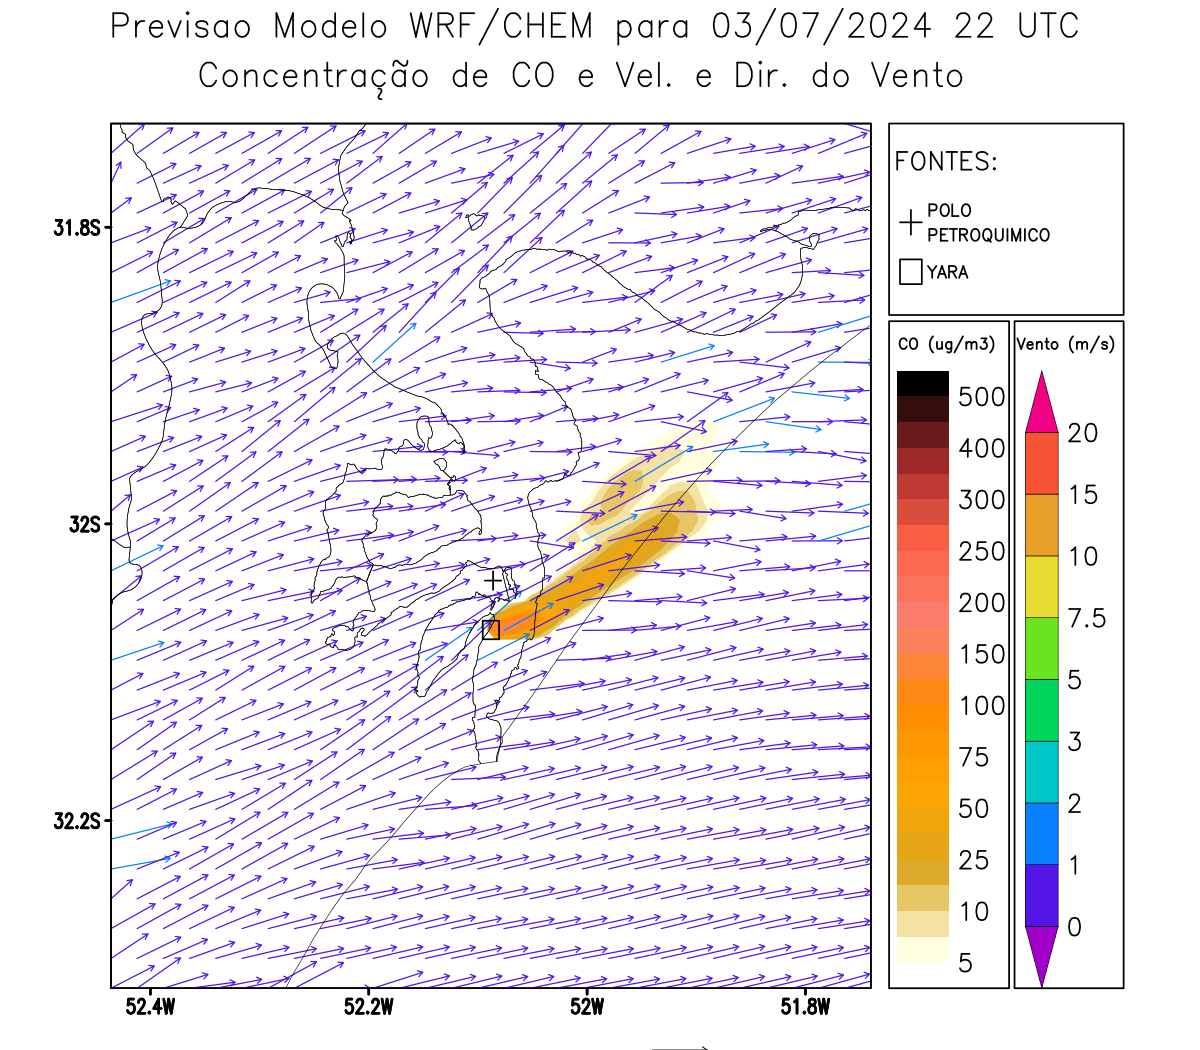 Previsao Modelo WRF/CHEM para 03/07/2024 22 UTC
Concentração de CO e Vel. e Dir. do Vento
FONTES:
POLO
PETROQUIMICO
YARA
CO (ug/m3)
500
400
300
250
200
150
100
75
50
25
10
5
Vento (m/s)
20
15
10
7.5
5
3
2
1
0
31.8S
32S
32.2S
52.4W
52.2W
52W
51.8W